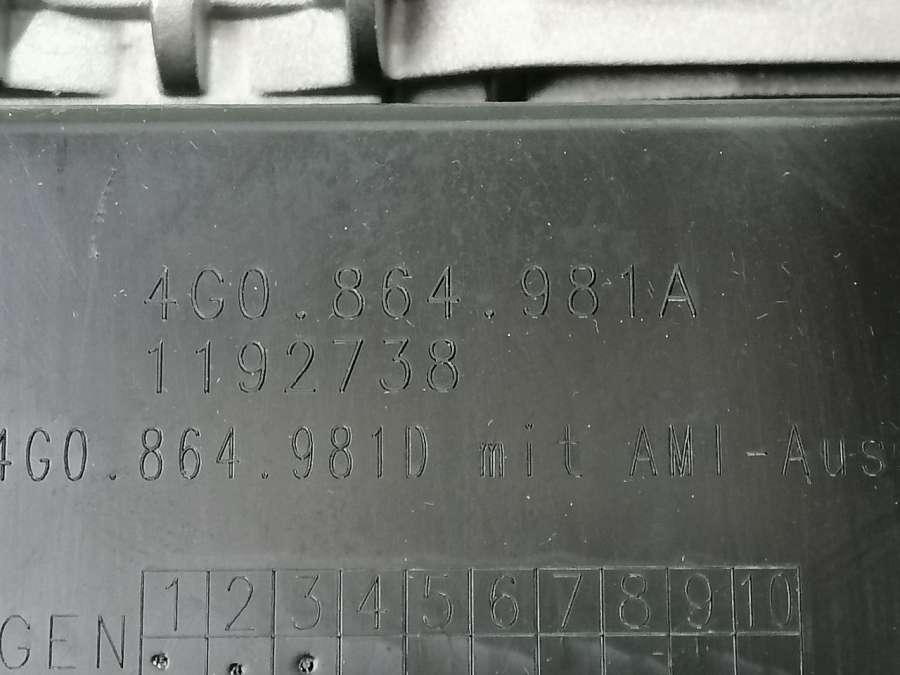 4G0.864.981A
1192738
4G0.864.981D mit AMI-Aus
GEN 1 2 3 4 5 6 7 8 9 10